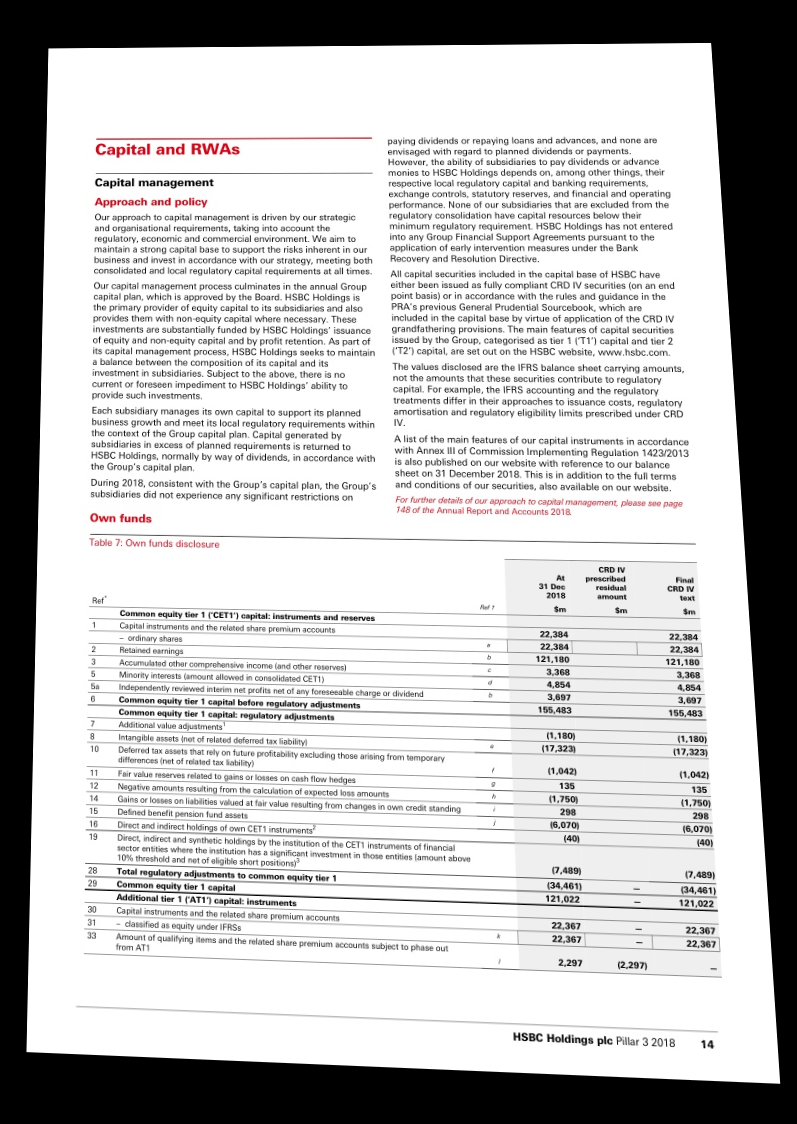 Capital and RWAs
Capital management
Approach and policy
Our approach to capital management is driven by our strategic
and organisational requirements, taking into account the
regulatory, economic and commercial environment. We aim to
maintain a strong capital base to support the risks inherent in our
business and invest in accordance with our strategy, meeting both
consolidated and local regulatory capital requirements at all times.
Our capital management process culminates in the annual Group
capital plan, which is approved by the Board. HSBC Holdings is
the primary provider of equity capital to its subsidiaries and also
provides them with non-equity capital where necessary. These
investments are substantially funded by HSBC Holdings' issuance
of equity and non-equity capital and by profit retention. As part of
its capital management process, HSBC Holdings seeks to maintain
a balance between the composition of its capital and its
investment in subsidiaries. Subject to the above, there is no
current or foreseen impediment to HSBC Holdings' ability to
provide such investments.
Each subsidiary manages its own capital to support its planned
business growth and meet its local regulatory requirements within
the context of the Group capital plan. Capital generated by
subsidiaries in excess of planned requirements is returned to
HSBC Holdings, normally by way of dividends, in accordance with
the Group's capital plan.
During 2018, consistent with the Group's capital plan, the Group's
subsidiaries did not experience any significant restrictions on
paying dividends or repaying loans and advances, and none are
envisaged with regard to planned dividends or payments.
However, the ability of subsidiaries to pay dividends or advance
monies to HSBC Holdings depends on, among other things, their
respective local regulatory capital and banking requirements,
exchange controls, statutory reserves, and financial and operating
performance. None of our subsidiaries that are excluded from the
regulatory consolidation have capital resources below their
minimum regulatory requirement. HSBC Holdings has not entered
into any Group Financial Support Agreements pursuant to the
application of early intervention measures under the Bank
Recovery and Resolution Directive.
All capital securities included in the capital base of HSBC have
either been issued as fully compliant CRD IV securities (on an end
point basis) or in accordance with the rules and guidance in the
PRA's previous General Prudential Sourcebook, which are
included in the capital base by virtue of application of the CRD IV
grandfathering provisions. The main features of capital securities
issued by the Group, categorised as tier 1 ('T1') capital and tier 2
('T2') capital, are set out on the HSBC website, www.hsbc.com.
The values disclosed are the IFRS balance sheet carrying amounts,
not the amounts that these securities contribute to regulatory
capital. For example, the IFRS accounting and the regulatory
treatments differ in their approaches to issuance costs, regulatory
amortisation and regulatory eligibility limits prescribed under CRD
IV.
A list of the main features of our capital instruments in accordance
with Annex III of Commission Implementing Regulation 1423/2013
is also published on our website with reference to our balance
sheet on 31 December 2018. This is in addition to the full terms
and conditions of our securities, also available on our website.
For further details of our approach to capital management, please see page
148 of the Annual Report and Accounts 2018.
Own funds
Table 7: Own funds disclosure
At 31 Dec 2018 CRD IV prescribed residual amount Final CRD IV text
Ref* Ref † $m $m $m
Common equity tier 1 ('CET1') capital: instruments and reserves
1 Capital instruments and the related share premium accounts 22,384 22,384
– ordinary shares a 22,384 22,384
2 Retained earnings b 121,180 121,180
3 Accumulated other comprehensive income (and other reserves) c 3,368 3,368
5 Minority interests (amount allowed in consolidated CET1) d 4,854 4,854
5a Independently reviewed interim net profits net of any foreseeable charge or dividend b 3,697 3,697
6 Common equity tier 1 capital before regulatory adjustments 155,483 155,483
Common equity tier 1 capital: regulatory adjustments
7 Additional value adjustments1 (1,180) (1,180)
8 Intangible assets (net of related deferred tax liability) e (17,323) (17,323)
10 Deferred tax assets that rely on future profitability excluding those arising from temporary
differences (net of related tax liability) f (1,042) (1,042)
11 Fair value reserves related to gains or losses on cash flow hedges g 135 135
12 Negative amounts resulting from the calculation of expected loss amounts h (1,750) (1,750)
14 Gains or losses on liabilities valued at fair value resulting from changes in own credit standing i 298 298
15 Defined benefit pension fund assets j (6,070) (6,070)
16 Direct and indirect holdings of own CET1 instruments2 (40) (40)
19 Direct, indirect and synthetic holdings by the institution of the CET1 instruments of financial
sector entities where the institution has a significant investment in those entities (amount above
10% threshold and net of eligible short positions)3 (7,489) (7,489)
28 Total regulatory adjustments to common equity tier 1 (34,461) – (34,461)
29 Common equity tier 1 capital 121,022 – 121,022
Additional tier 1 ('AT1') capital: instruments
30 Capital instruments and the related share premium accounts 22,367 – 22,367
31 – classified as equity under IFRSs k 22,367 – 22,367
33 Amount of qualifying items and the related share premium accounts subject to phase out
from AT1 l 2,297 (2,297) –
HSBC Holdings plc Pillar 3 2018 14